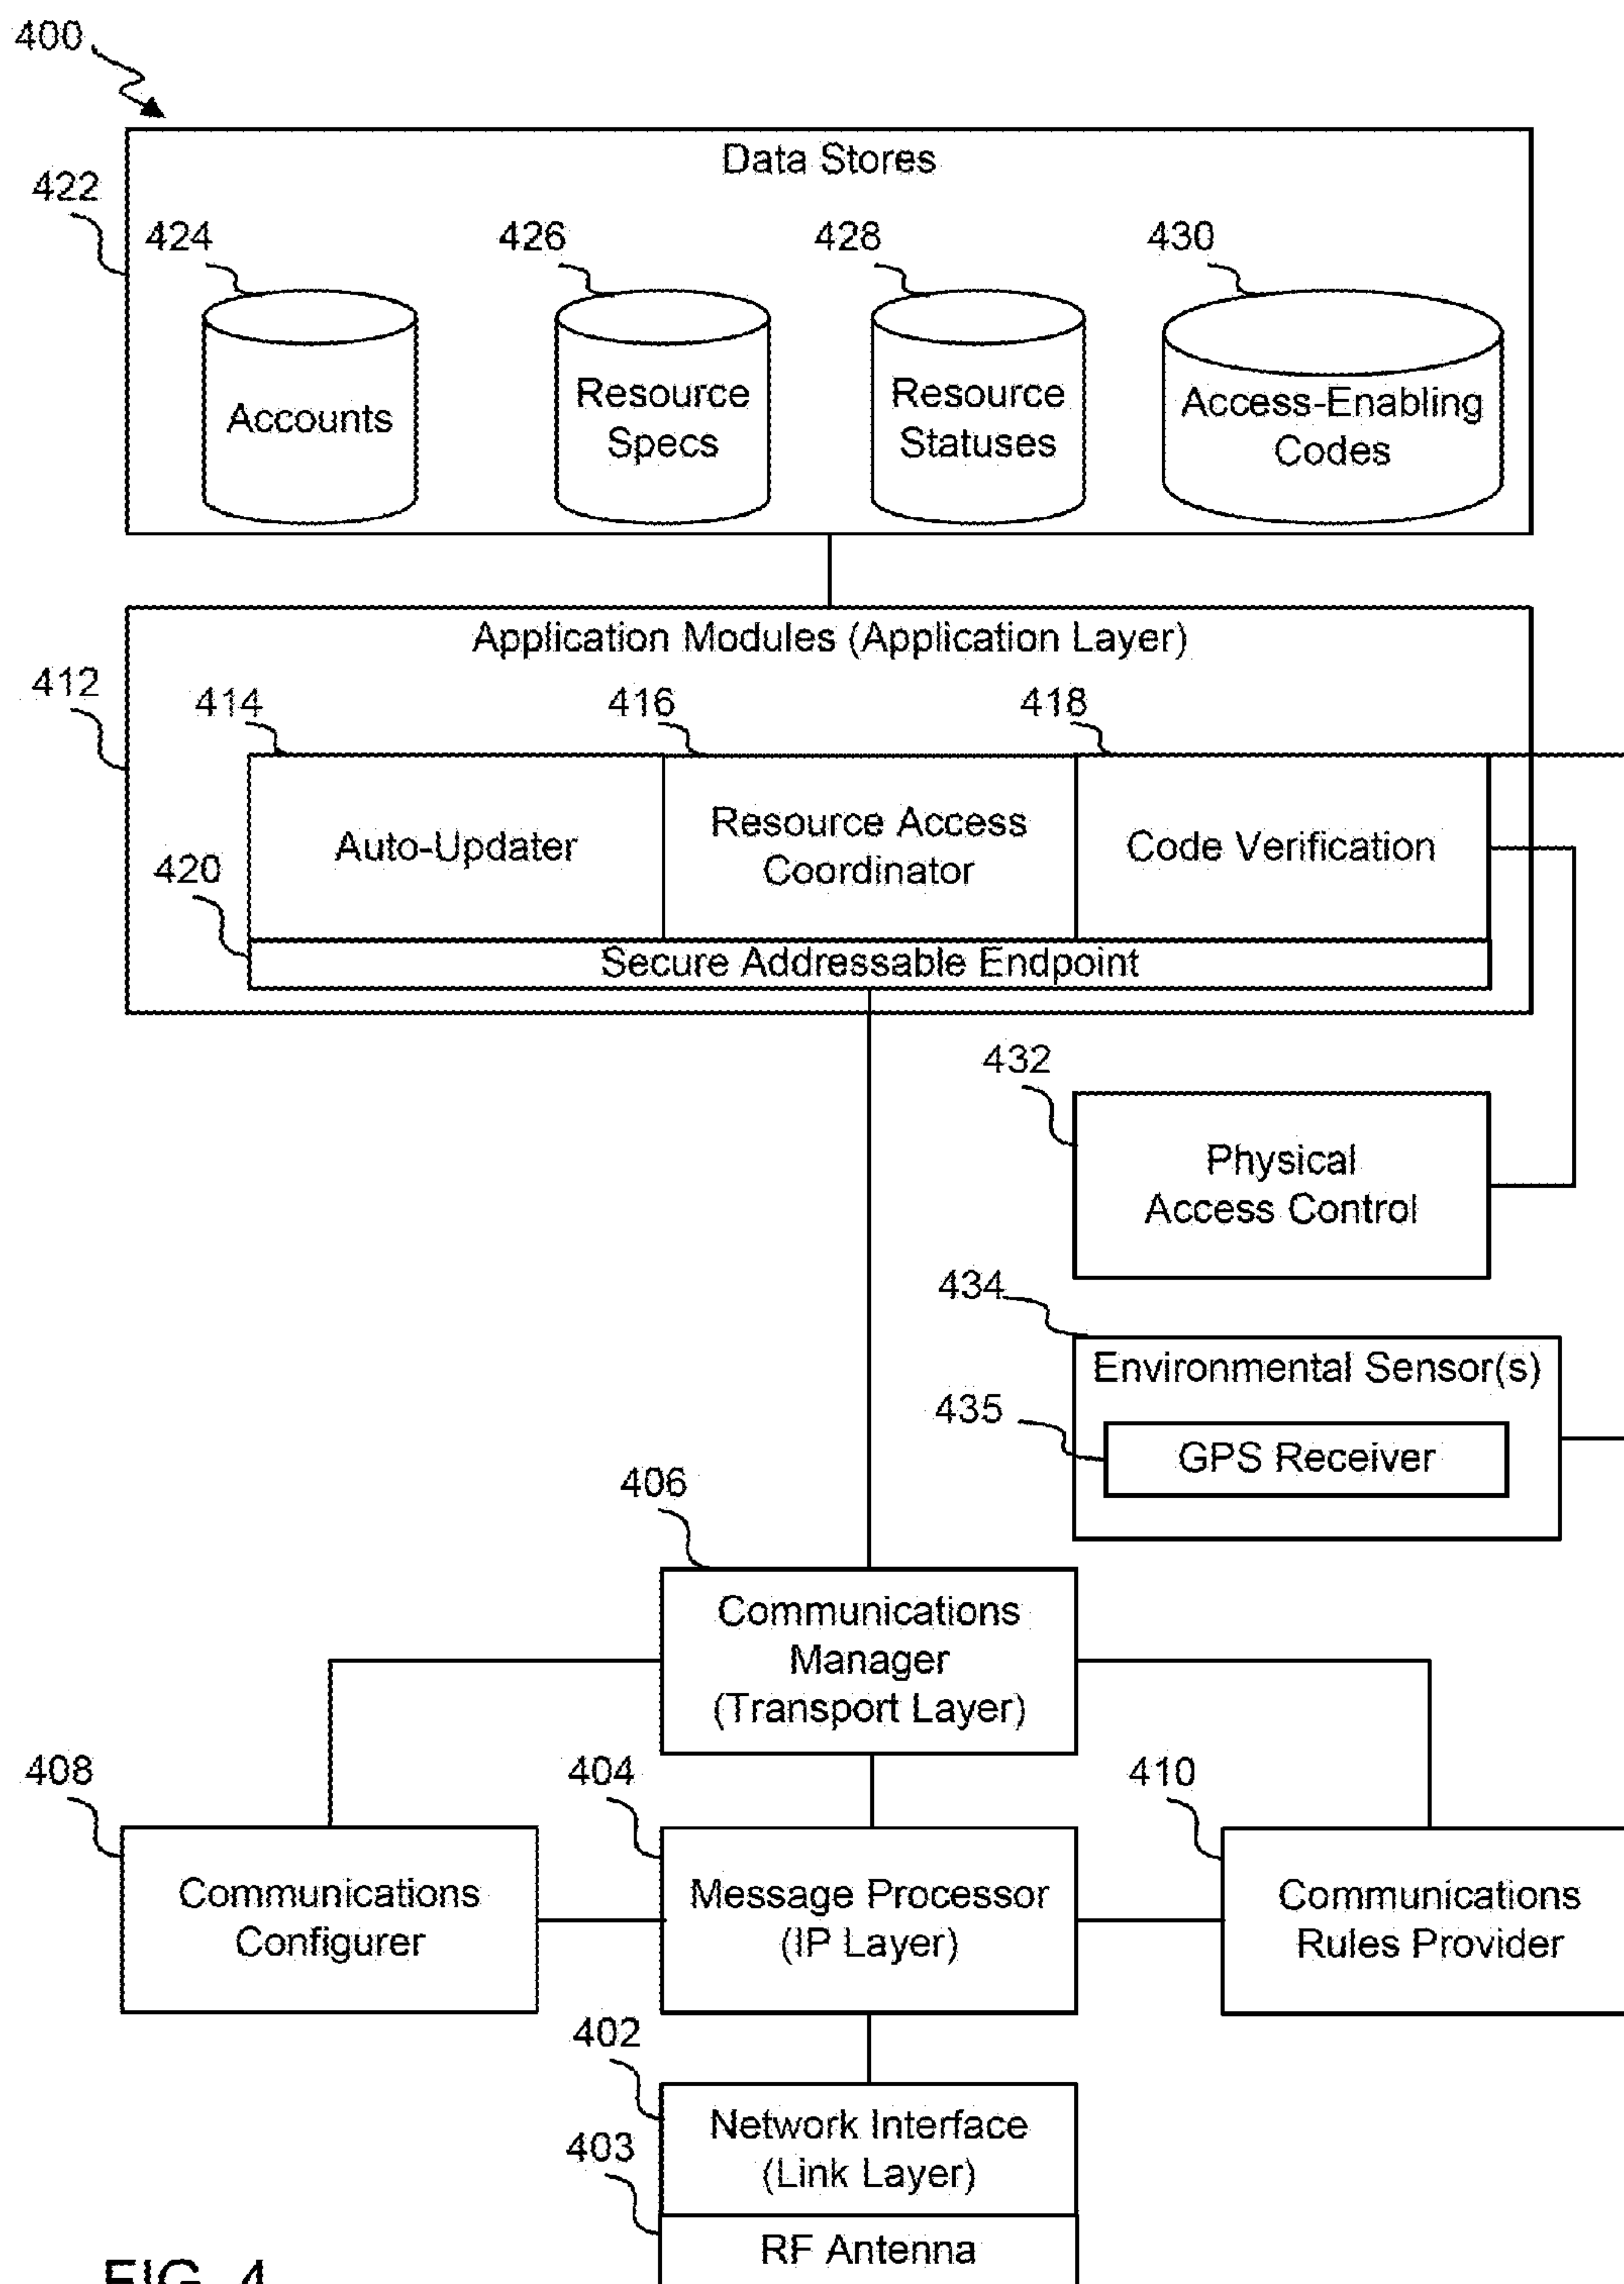 400
Data Stores
422
424
426
428
430
Accounts
Resource
Specs
Resource
Statuses
Access-Enabling
Codes
Application Modules (Application Layer)
412
414
416
418
Auto-Updater
Resource Access
Coordinator
Code Verification
420
Secure Addressable Endpoint
432
Physical
Access Control
434
Environmental Sensor(s)
435
GPS Receiver
406
Communications
Manager
(Transport Layer)
408
404
410
Communications
Configurer
Message Processor
(IP Layer)
Communications
Rules Provider
402
Network Interface
(Link Layer)
403
RF Antenna
FIG. 4